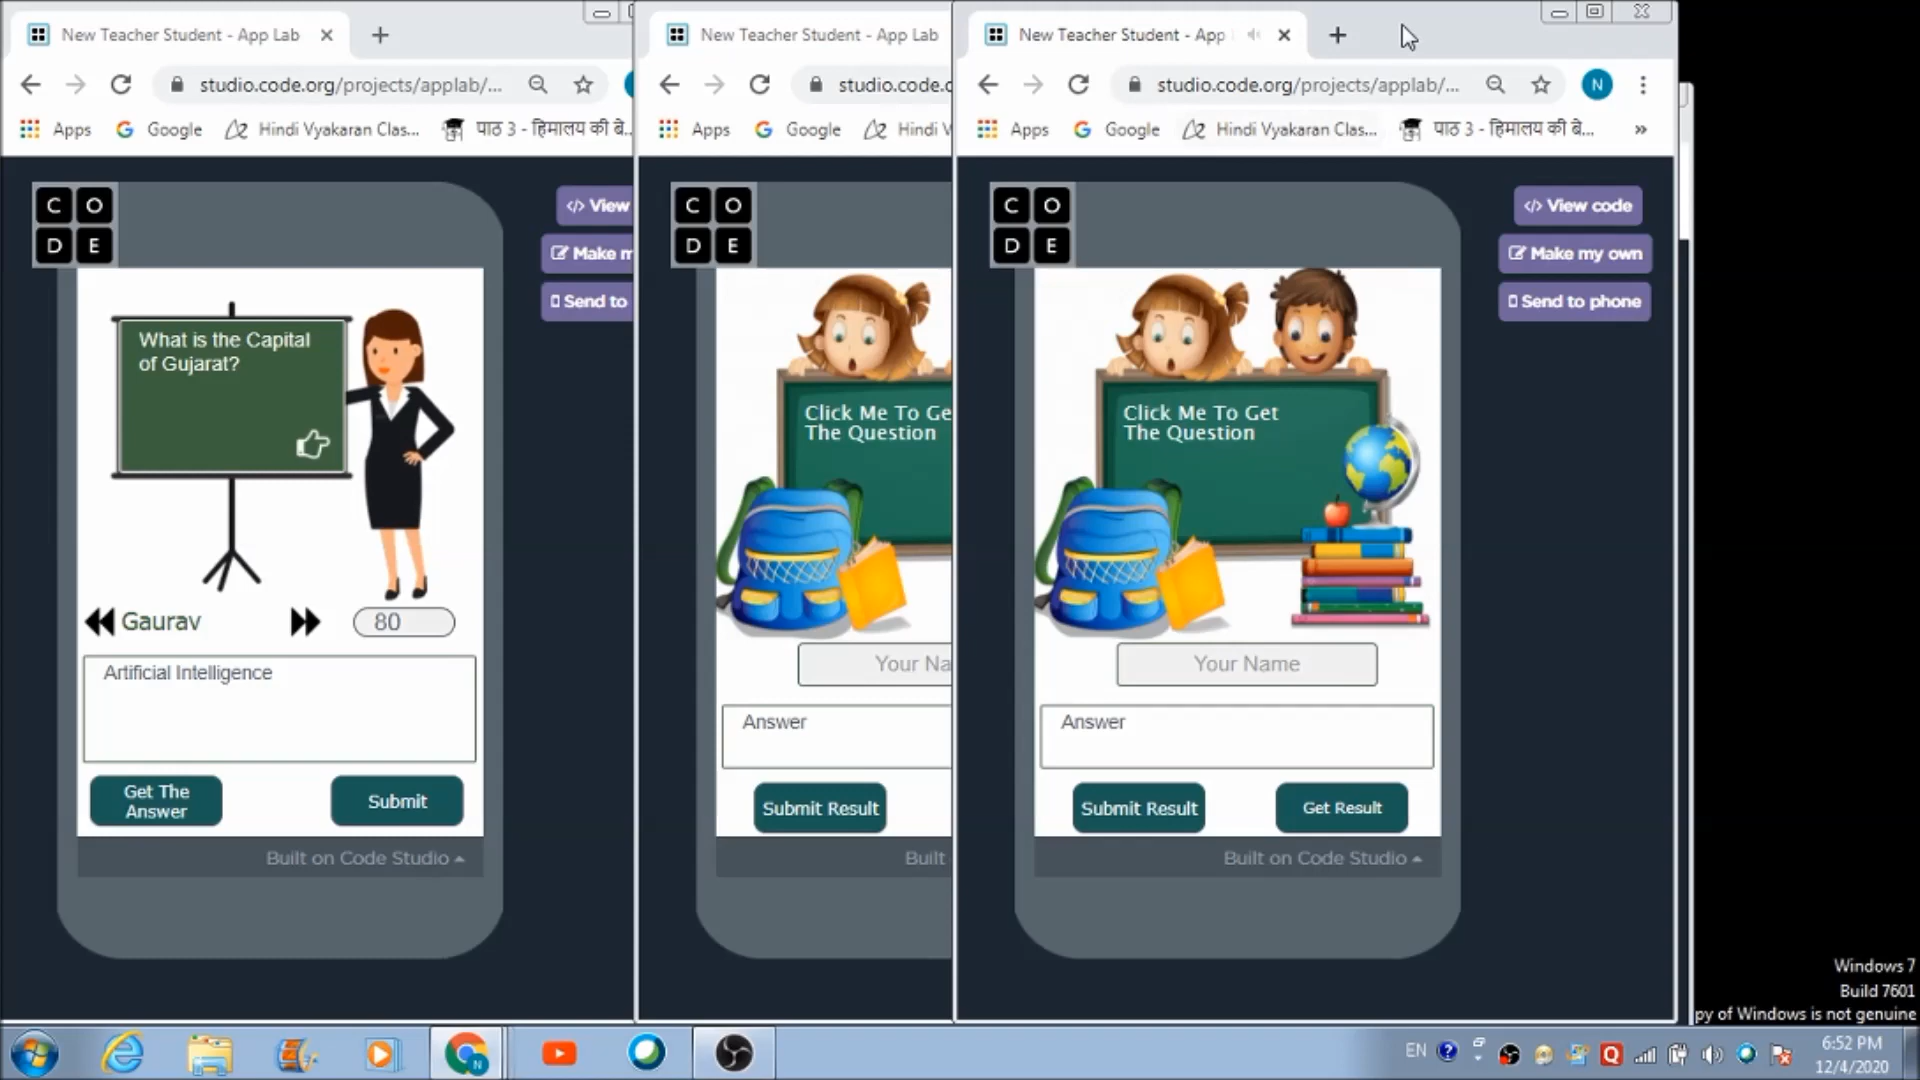 New Teacher Student - App Lab
studio.code.org/projects/applab/...
Apps Google Hindi Vyakaran Clas... पाठ 3 - हिमालय की बे...
C O
D E
View
Make m
Send to
What is the Capital
of Gujarat?
Gaurav
80
Artificial Intelligence
Get The
Answer
Submit
Built on Code Studio
New Teacher Student - App Lab
studio.code.o
Apps Google Hindi V
C O
D E
Click Me To Ge
The Question
Your Na
Answer
Submit Result
Built
New Teacher Student - App
studio.code.org/projects/applab/...
N
Apps Google Hindi Vyakaran Clas... पाठ 3 - हिमालय की बे... »
C O
D E
</> View code
Make my own
Send to phone
Click Me To Get
The Question
Your Name
Answer
Submit Result
Get Result
Built on Code Studio
Windows 7
Build 7601
py of Windows is not genuine
EN
6:52 PM
12/4/2020